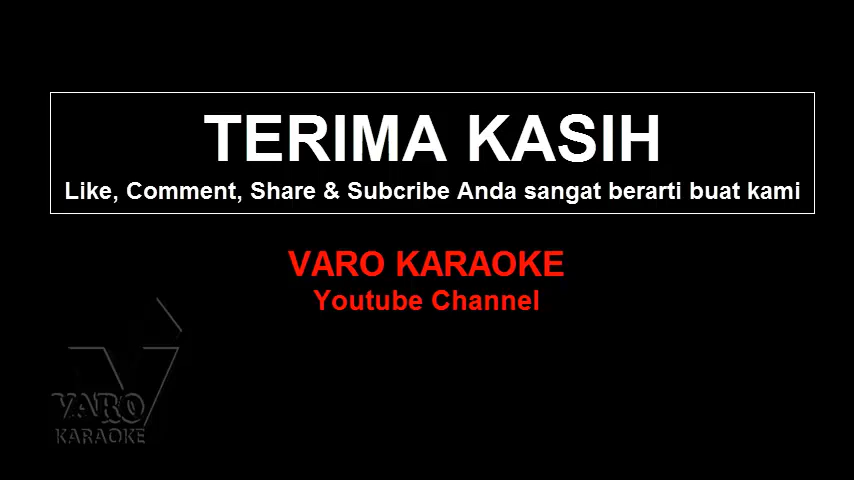 TERIMA KASIH
Like, Comment, Share & Subcribe Anda sangat berarti buat kami
VARO KARAOKE
Youtube Channel
VARO
KARAOKE